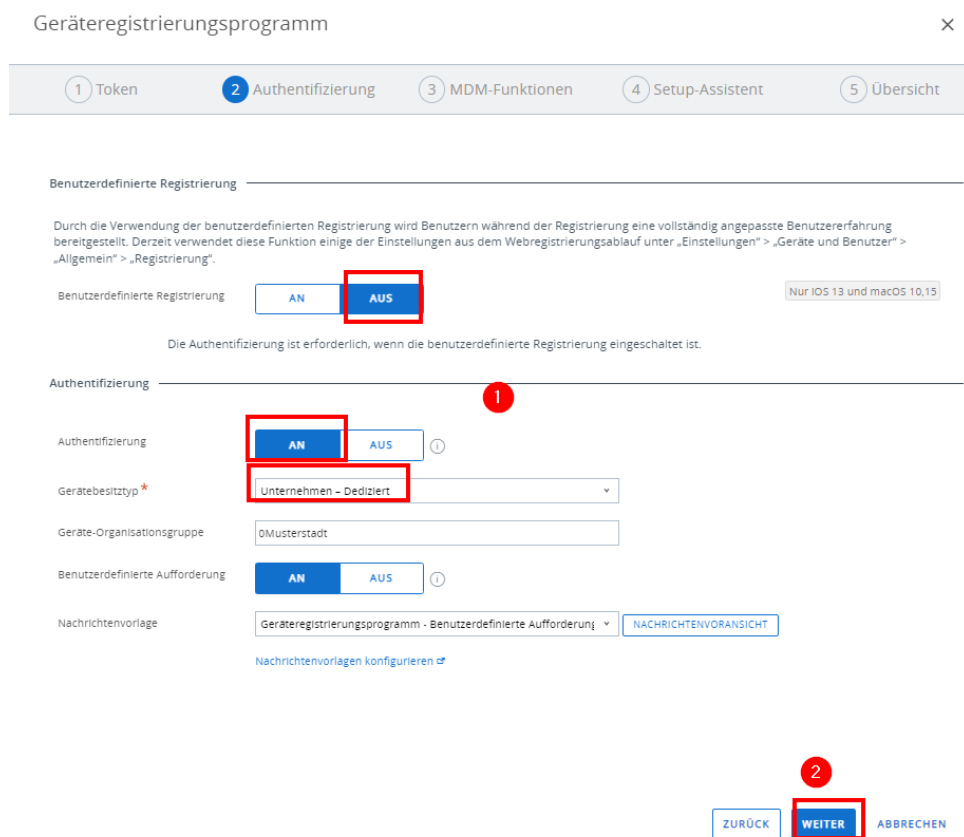 Geräteregistrierungsprogramm
1 Token 2 Authentifizierung 3 MDM-Funktionen 4 Setup-Assistent 5 Übersicht
Benutzerdefinierte Registrierung
Durch die Verwendung der benutzerdefinierten Registrierung wird Benutzern während der Registrierung eine vollständig angepasste Benutzererfahrung
bereitgestellt. Derzeit verwendet diese Funktion einige der Einstellungen aus dem Webregistrierungsablauf unter „Einstellungen" > „Geräte und Benutzer" >
„Allgemein" > „Registrierung".
Benutzerdefinierte Registrierung AN AUS Nur IOS 13 und macOS 10,15
Die Authentifizierung ist erforderlich, wenn die benutzerdefinierte Registrierung eingeschaltet ist.
Authentifizierung
1
Authentifizierung AN AUS i
Gerätebesitztyp * Unternehmen – Dediziert
Geräte-Organisationsgruppe 0Musterstadt
Benutzerdefinierte Aufforderung AN AUS i
Nachrichtenvorlage Geräteregistrierungsprogramm - Benutzerdefinierte Aufforderung NACHRICHTENVORANSICHT
Nachrichtenvorlagen konfigurieren
2
ZURÜCK WEITER ABBRECHEN